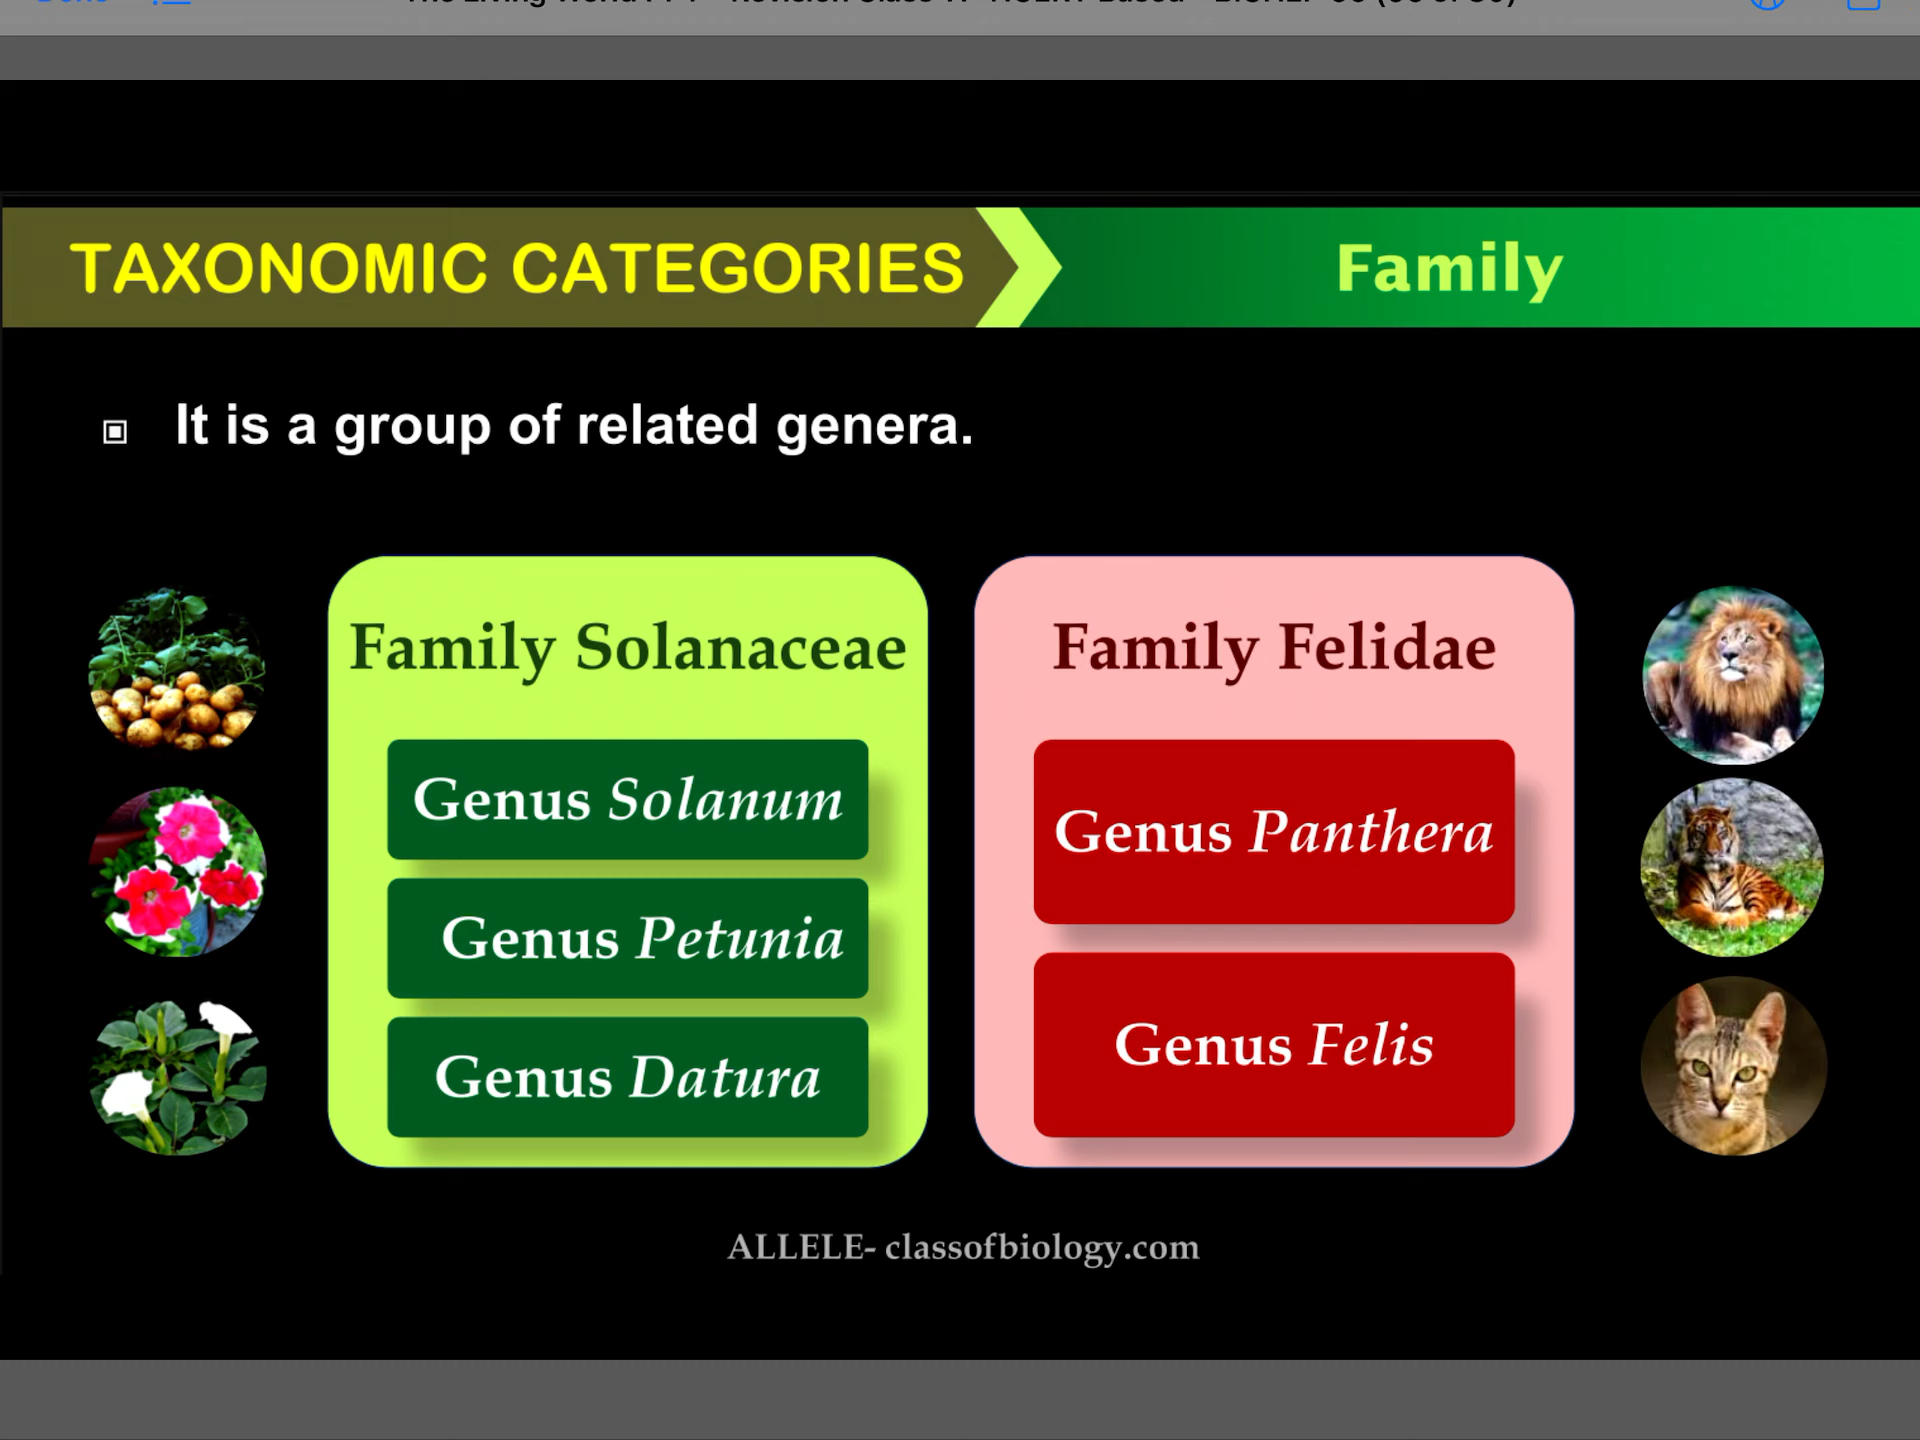 TAXONOMIC CATEGORIES
Family
It is a group of related genera.
Family Solanaceae
Genus Solanum
Genus Petunia
Genus Datura
Family Felidae
Genus Panthera
Genus Felis
ALLELE- classofbiology.com